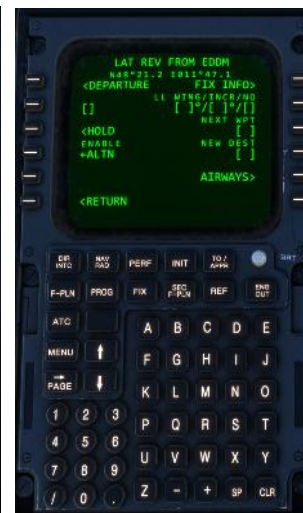 LAT REV FROM EDDM
N48°21.2 E011°47.1
<DEPARTURE FIX INFO>
LL WING/INCR/NO
[] [ ]°/[ ]°/[]
NEXT WPT
<HOLD [ ]
ENABLE NEW DEST
←ALTN [ ]
AIRWAYS>
<RETURN
BRT
DIR INTC NAV RAD PERF INIT TO / APPR
F-PLN PROG FIX SEC F-PLN REF ENG OUT
ATC
A B C D E
MENU ↑
F G H I J
→ PAGE ↓
K L M N O
1 2 3
P Q R S T
4 5 6
U V W X Y
7 8 9
Z - + SP CLR
/ 0 .